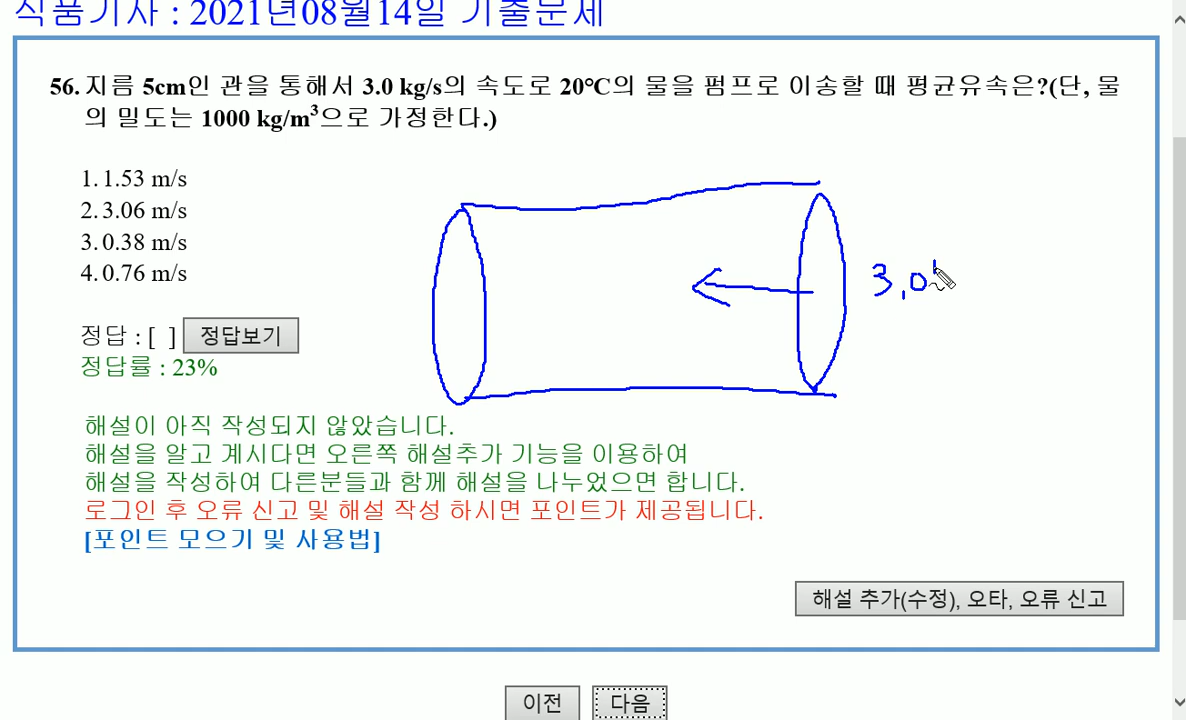 식품기사 : 2021년08월14일 기출문제
56. 지름 5cm인 관을 통해서 3.0 kg/s의 속도로 20℃의 물을 펌프로 이송할 때 평균유속은?(단, 물
의 밀도는 1000 kg/m³으로 가정한다.)
1. 1.53 m/s
2. 3.06 m/s
3. 0.38 m/s
4. 0.76 m/s
3,0
정답 : [ ] 정답보기
정답률 : 23%
해설이 아직 작성되지 않았습니다.
해설을 알고 계시다면 오른쪽 해설추가 기능을 이용하여
해설을 작성하여 다른분들과 함께 해설을 나누었으면 합니다.
로그인 후 오류 신고 및 해설 작성 하시면 포인트가 제공됩니다.
[포인트 모으기 및 사용법]
해설 추가(수정), 오타, 오류 신고
이전 다음